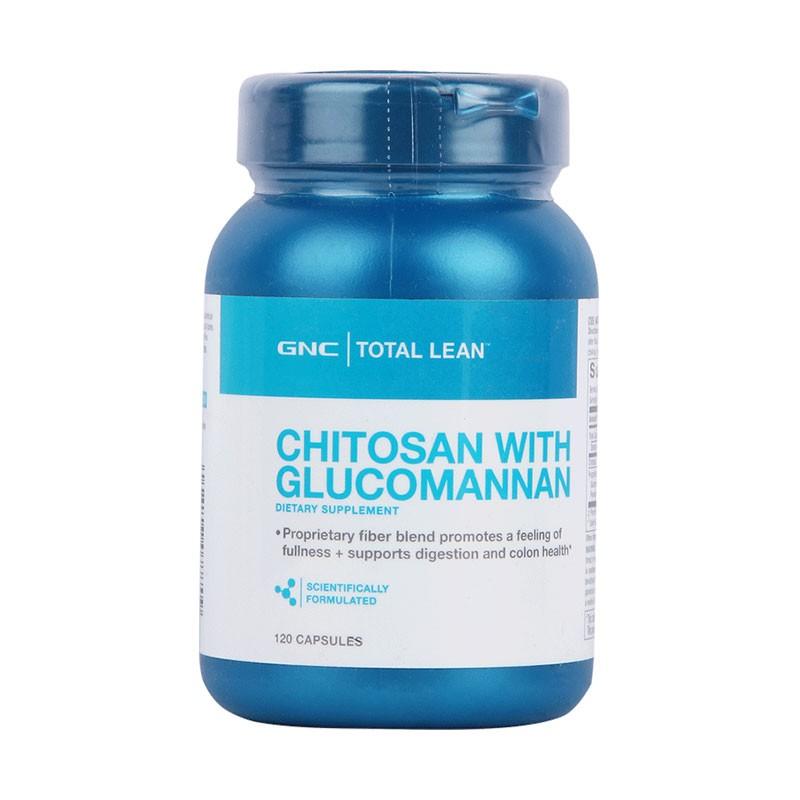 GNC | TOTAL LEAN™
CHITOSAN WITH
GLUCOMANNAN
DIETARY SUPPLEMENT
• Proprietary fiber blend promotes a feeling of
fullness + supports digestion and colon health*
SCIENTIFICALLY
FORMULATED
120 CAPSULES